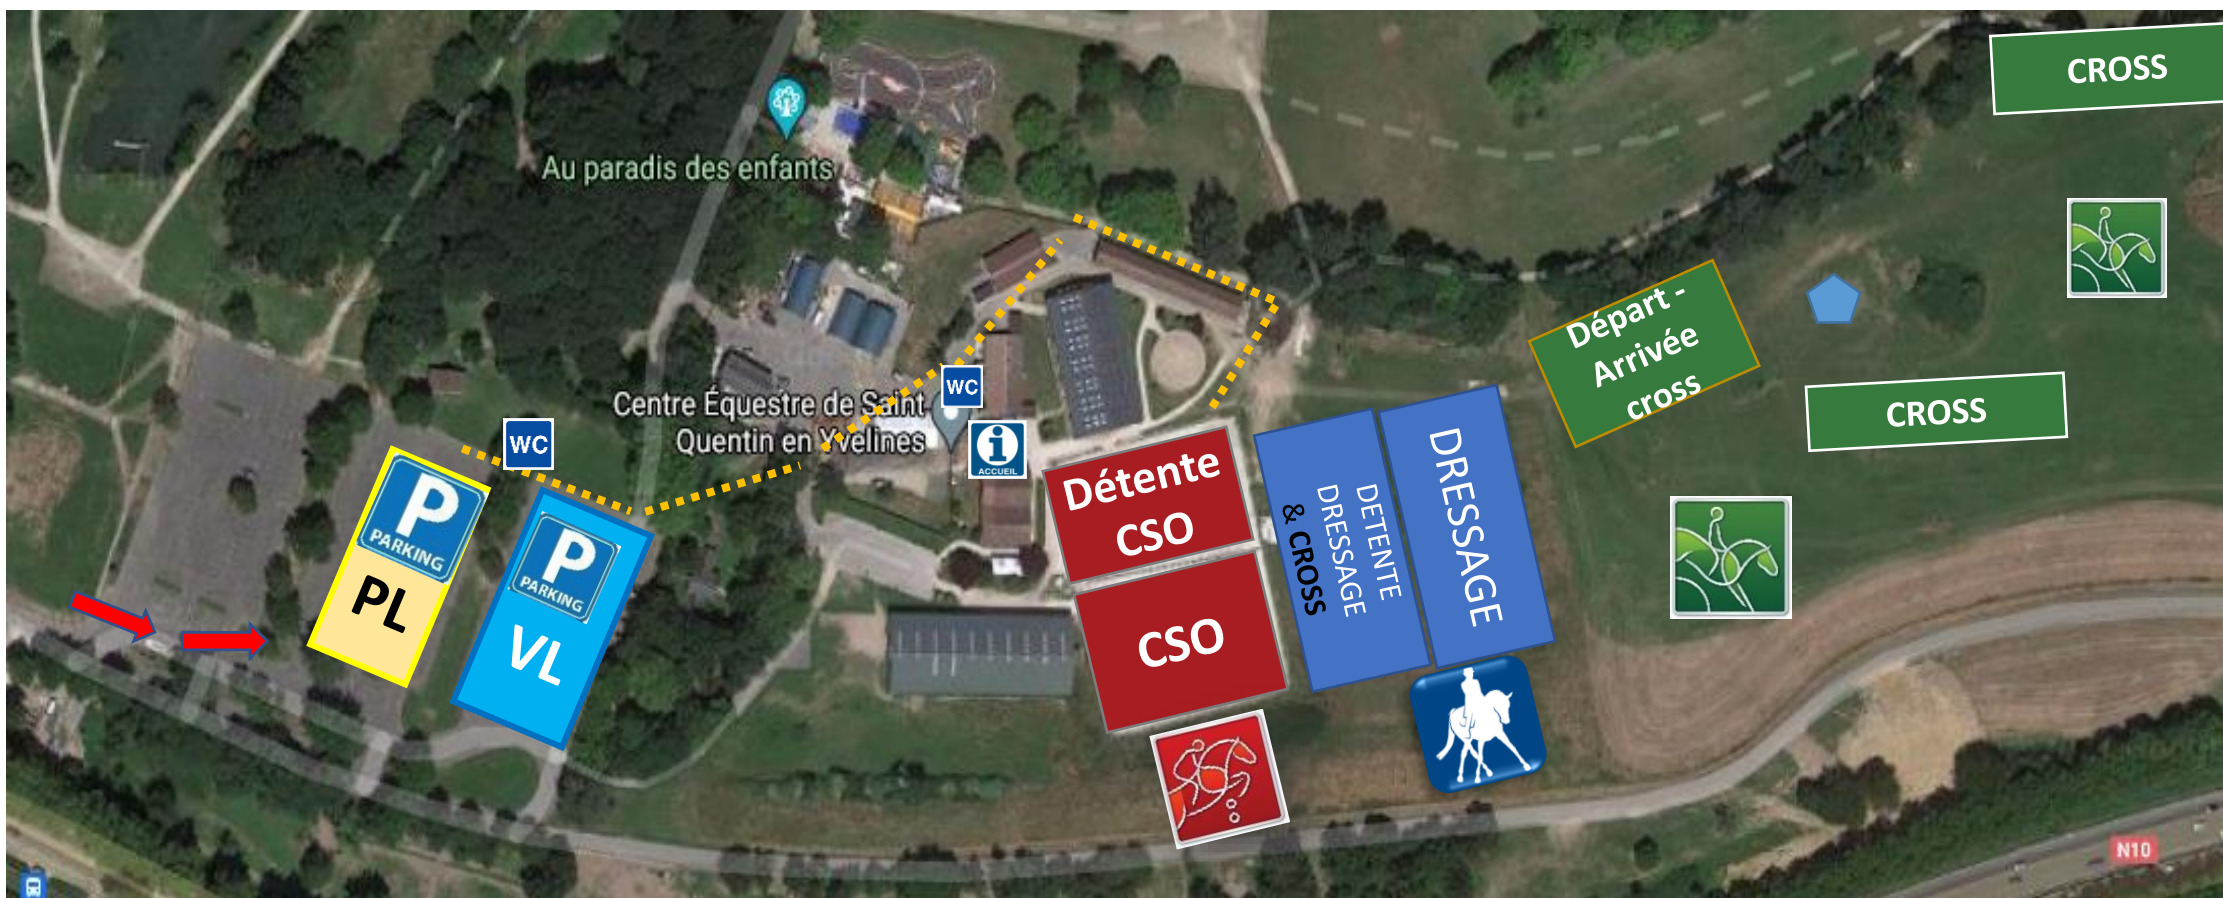 CROSS
Au paradis des enfants
Départ -
Arrivée
cross
WC
Centre Équestre de Saint
Quentin en Yvelines
CROSS
WC
i
ACCUEIL
P
PARKING
PL
P
PARKING
VL
Détente
CSO
CSO
DETENTE
DRESSAGE
& CROSS
DRESSAGE
N10